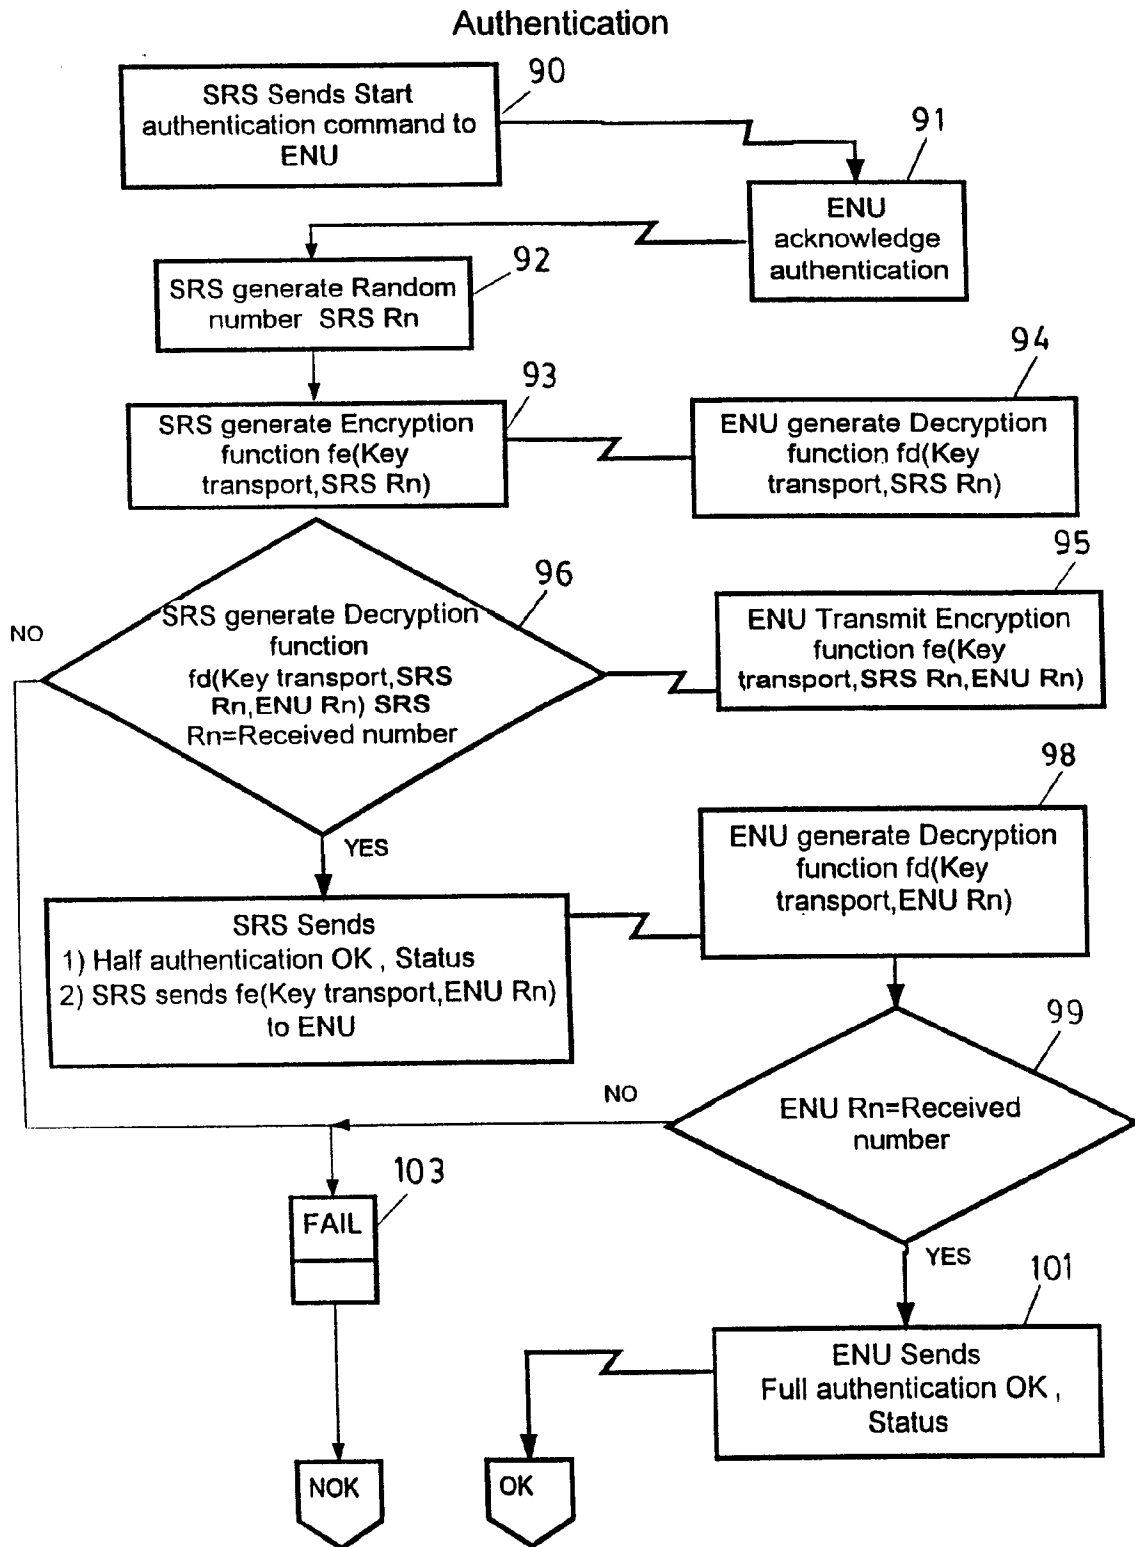 Authentication
90
SRS Sends Start
authentication command to
ENU
91
ENU
acknowledge
authentication
92
SRS generate Random
number SRS Rn
93
SRS generate Encryption
function fe(Key
transport,SRS Rn)
94
ENU generate Decryption
function fd(Key
transport,SRS Rn)
95
ENU Transmit Encryption
function fe(Key
transport,SRS Rn,ENU Rn)
96
SRS generate Decryption
function
fd(Key transport,SRS
Rn,ENU Rn) SRS
Rn=Received number
NO
YES
98
ENU generate Decryption
function fd(Key
transport,ENU Rn)
SRS Sends
1) Half authentication OK , Status
2) SRS sends fe(Key transport,ENU Rn)
to ENU
99
ENU Rn=Received
number
NO
YES
103
FAIL
101
ENU Sends
Full authentication OK ,
Status
NOK
OK